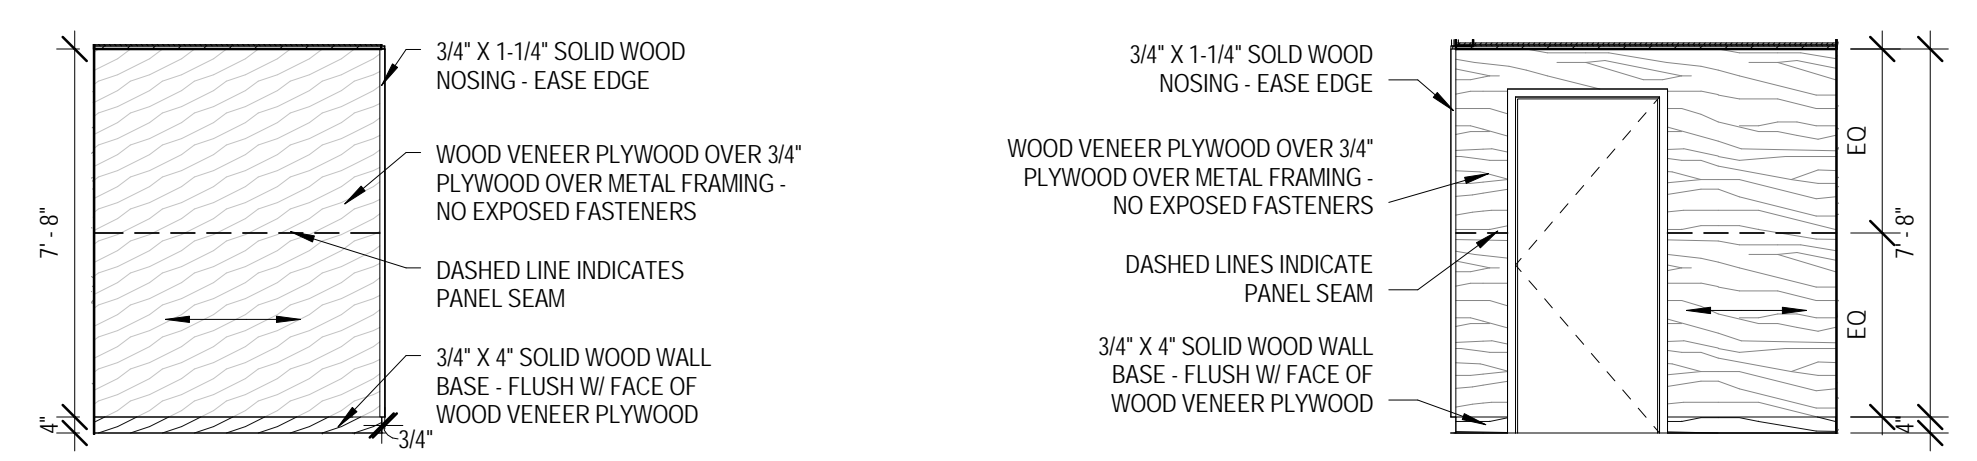 3/4" X 1-1/4" SOLID WOOD
NOSING - EASE EDGE
WOOD VENEER PLYWOOD OVER 3/4"
PLYWOOD OVER METAL FRAMING -
NO EXPOSED FASTENERS
DASHED LINE INDICATES
PANEL SEAM
3/4" X 4" SOLID WOOD WALL
BASE - FLUSH W/ FACE OF
WOOD VENEER PLYWOOD
7' - 8"
4"
3/4"
3/4" X 1-1/4" SOLD WOOD
NOSING - EASE EDGE
WOOD VENEER PLYWOOD OVER 3/4"
PLYWOOD OVER METAL FRAMING -
NO EXPOSED FASTENERS
DASHED LINES INDICATE
PANEL SEAM
3/4" X 4" SOLID WOOD WALL
BASE - FLUSH W/ FACE OF
WOOD VENEER PLYWOOD
EQ
EQ
7' - 8"
4"